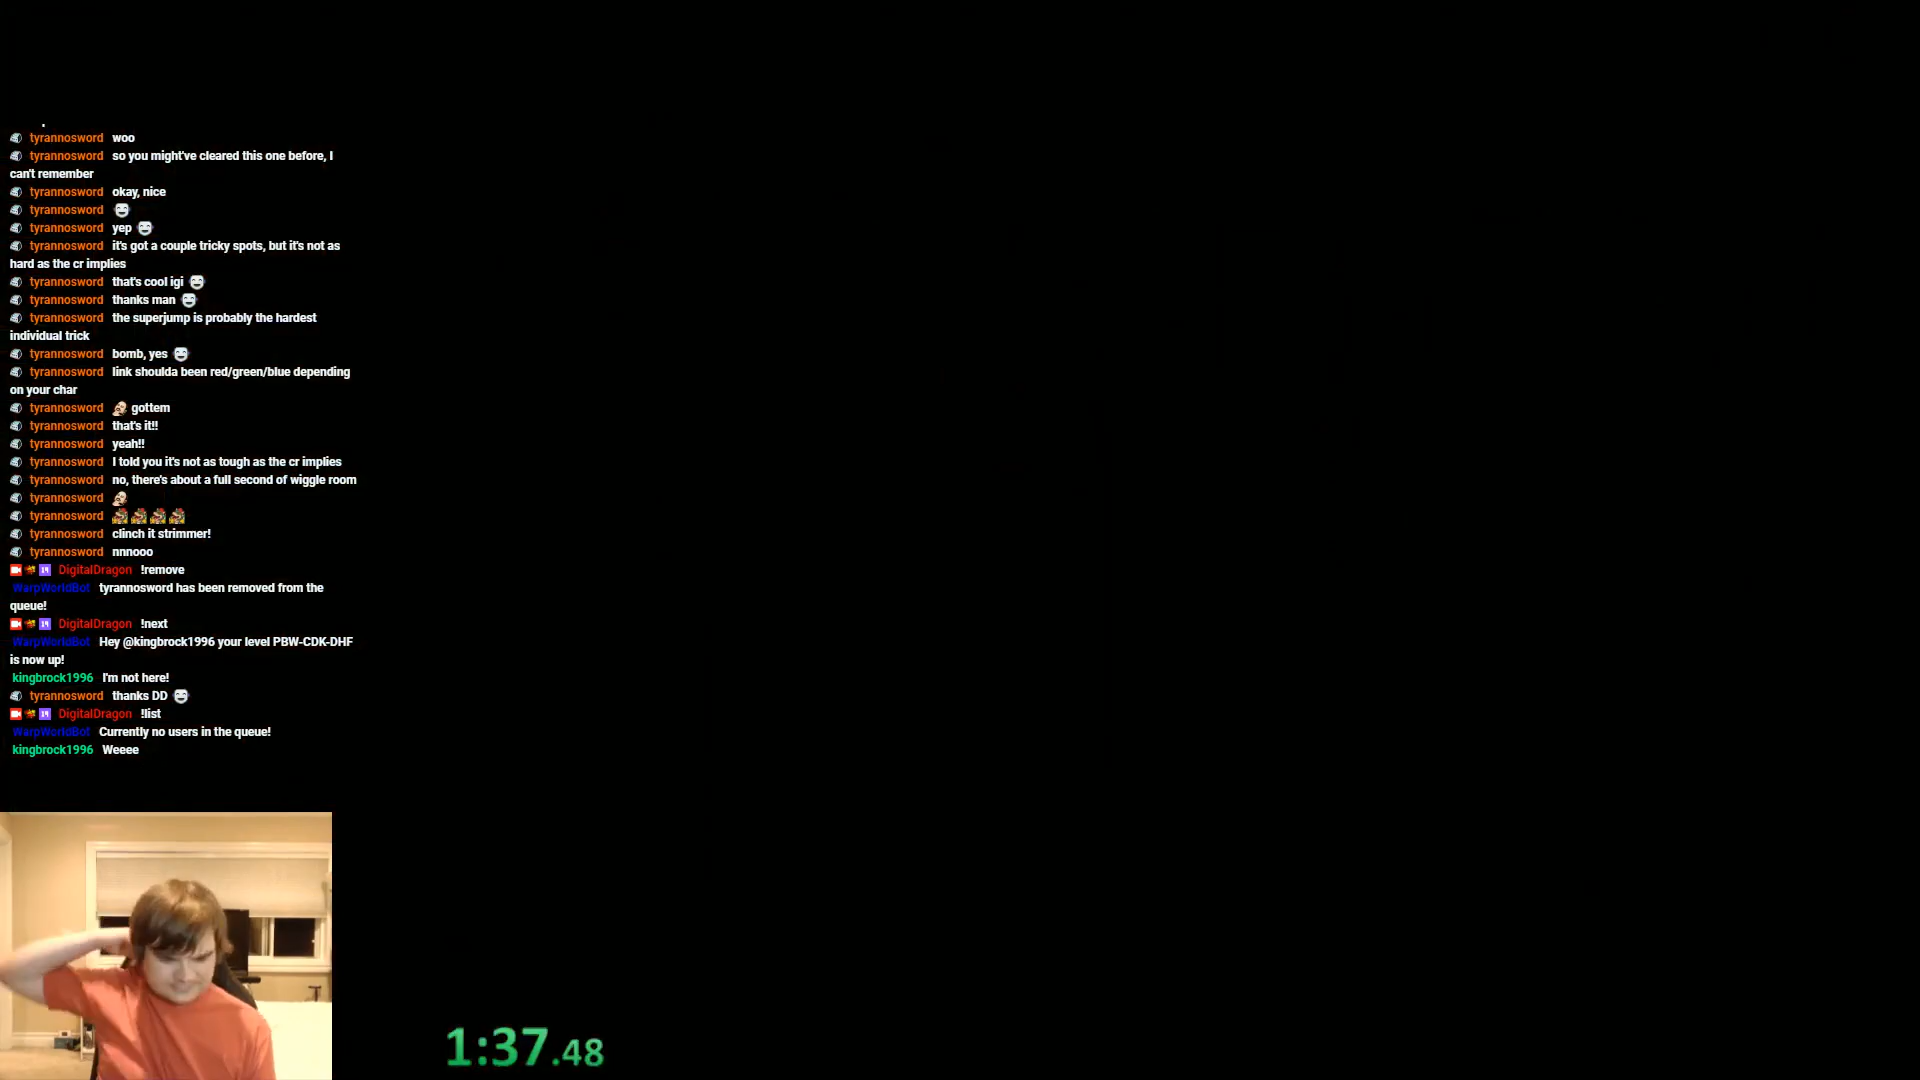 tyrannosword woo
tyrannosword so you might've cleared this one before, I
can't remember
tyrannosword okay, nice
tyrannosword
tyrannosword yep
tyrannosword it's got a couple tricky spots, but it's not as
hard as the cr implies
tyrannosword that's cool igi
tyrannosword thanks man
tyrannosword the superjump is probably the hardest
individual trick
tyrannosword bomb, yes
tyrannosword link shoulda been red/green/blue depending
on your char
tyrannosword gottem
tyrannosword that's it!!
tyrannosword yeah!!
tyrannosword I told you it's not as tough as the cr implies
tyrannosword no, there's about a full second of wiggle room
tyrannosword
tyrannosword
tyrannosword clinch it strimmer!
tyrannosword nnnooo
DigitalDragon !remove
WarpWorldBot tyrannosword has been removed from the
queue!
DigitalDragon !next
WarpWorldBot Hey @kingbrock1996 your level PBW-CDK-DHF
is now up!
kingbrock1996 I'm not here!
tyrannosword thanks DD
DigitalDragon !list
WarpWorldBot Currently no users in the queue!
kingbrock1996 Weeee
1:37.48